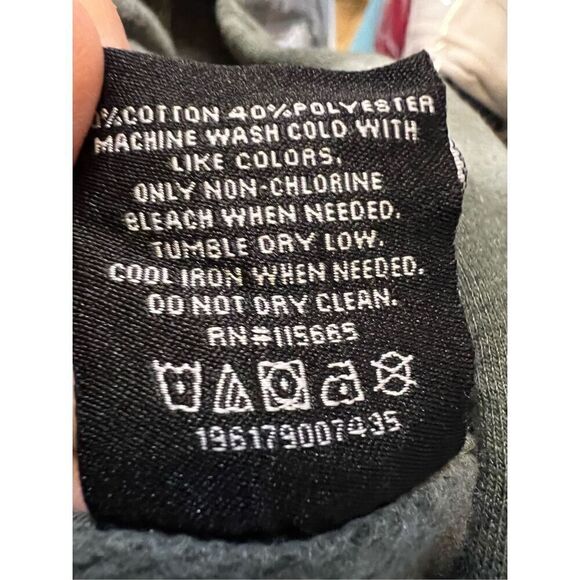 %COTTON 40%POLYESTER
MACHINE WASH COLD WITH
LIKE COLORS.
ONLY NON-CHLORINE
BLEACH WHEN NEEDED.
TUMBLE DRY LOW.
COOL IRON WHEN NEEDED.
DO NOT DRY CLEAN.
RN#115665
196179007435